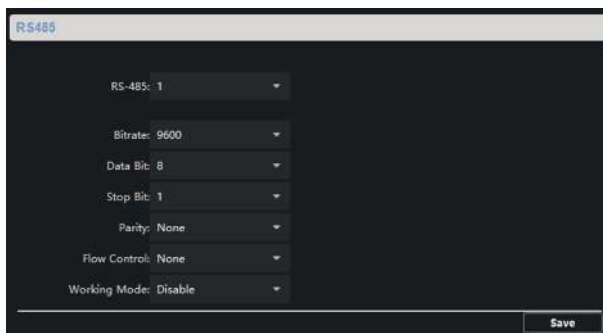 RS485
RS-485: 1
Bitrate: 9600
Data Bit: 8
Stop Bit: 1
Parity: None
Flow Control: None
Working Mode: Disable
Save